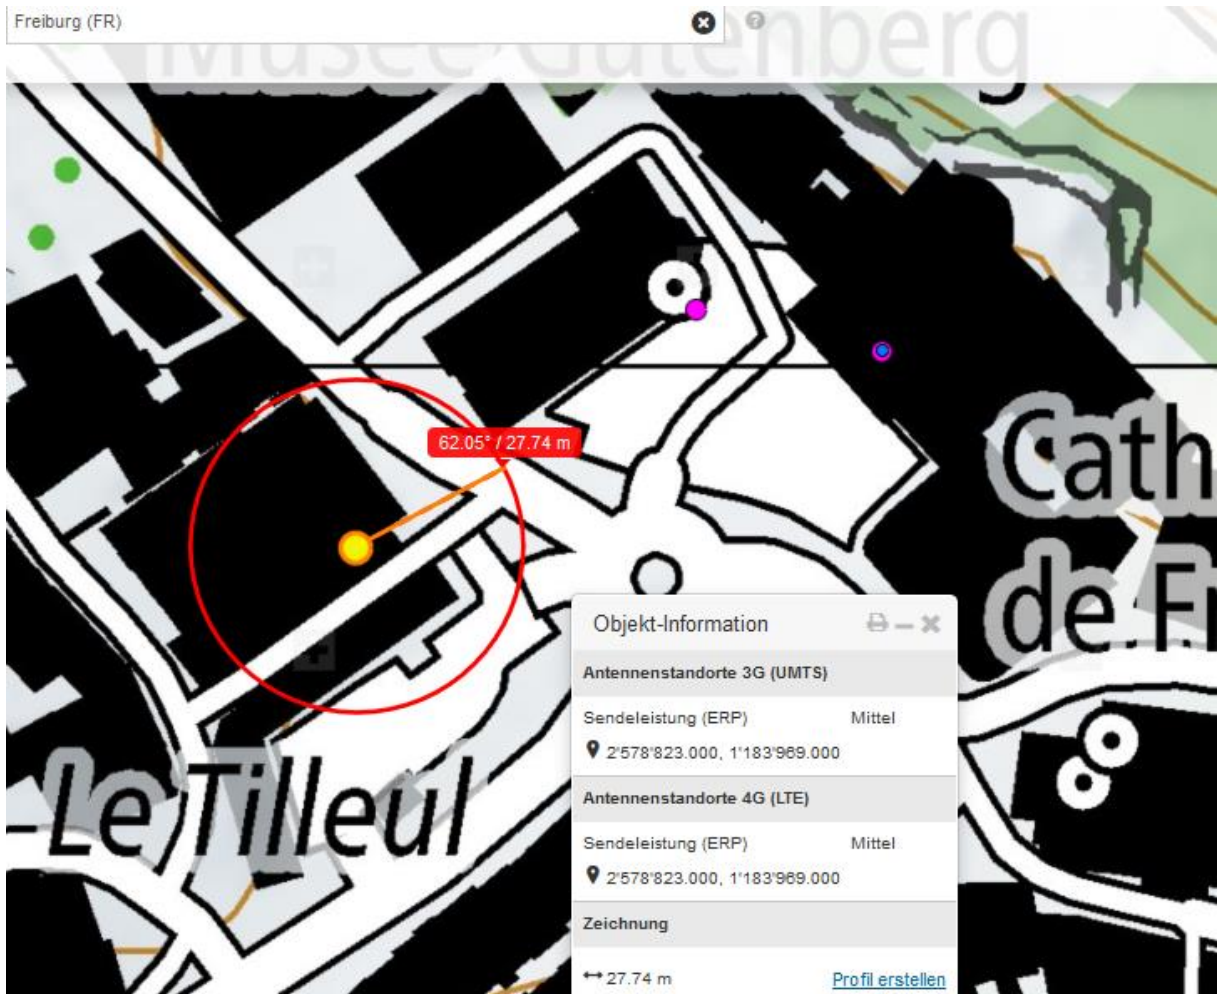 Freiburg (FR)
Musée Gutenberg
62.05° / 27.74 m
Cath
de Fr
Objekt-Information
Antennenstandorte 3G (UMTS)
Sendeleistung (ERP) Mittel
2'578'823.000, 1'183'969.000
Antennenstandorte 4G (LTE)
Sendeleistung (ERP) Mittel
2'578'823.000, 1'183'969.000
Zeichnung
27.74 m Profil erstellen
Le Tilleul